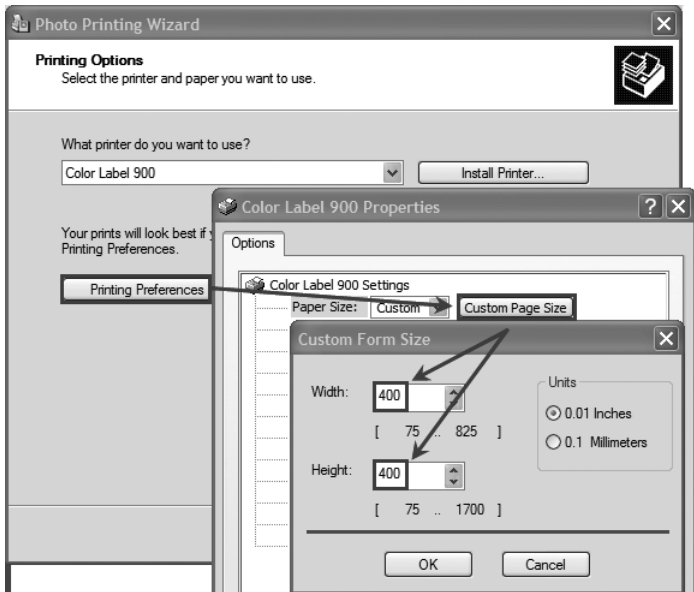 Photo Printing Wizard
Printing Options
Select the printer and paper you want to use.
What printer do you want to use?
Color Label 900
Install Printer...
Your prints will look best if
Printing Preferences.
Printing Preferences
Color Label 900 Properties
Options
Color Label 900 Settings
Paper Size: Custom Custom Page Size
Custom Form Size
Width: 400
[ 75 .. 825 ]
Height: 400
[ 75 .. 1700 ]
Units
0.01 Inches
0.1 Millimeters
OK Cancel